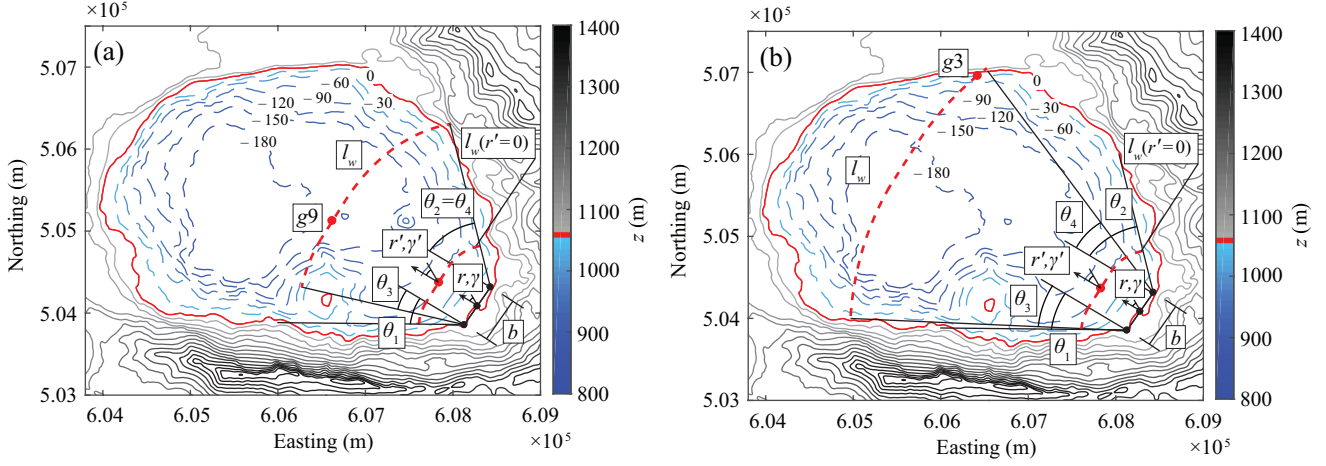 ×10⁵
(a)
5.07
5.06
5.05
5.04
5.03
Northing (m)
6.04
6.05
6.06
6.07
6.08
6.09
Easting (m)
×10⁵
0
−60
−30
−120
−90
−150
−180
l_w
l_w(r′=0)
g9
θ₂=θ₄
r′,γ′
r,γ
θ₃
θ₁
b
1400
1300
1200
1100
1000
900
800
z (m)
×10⁵
(b)
5.07
5.06
5.05
5.04
5.03
Northing (m)
6.04
6.05
6.06
6.07
6.08
6.09
Easting (m)
×10⁵
g3
0
−90
−30
−150
−120
−60
−180
l_w
l_w(r′=0)
θ₄
θ₂
r′,γ′
r,γ
θ₃
θ₁
b
1400
1300
1200
1100
1000
900
800
z (m)